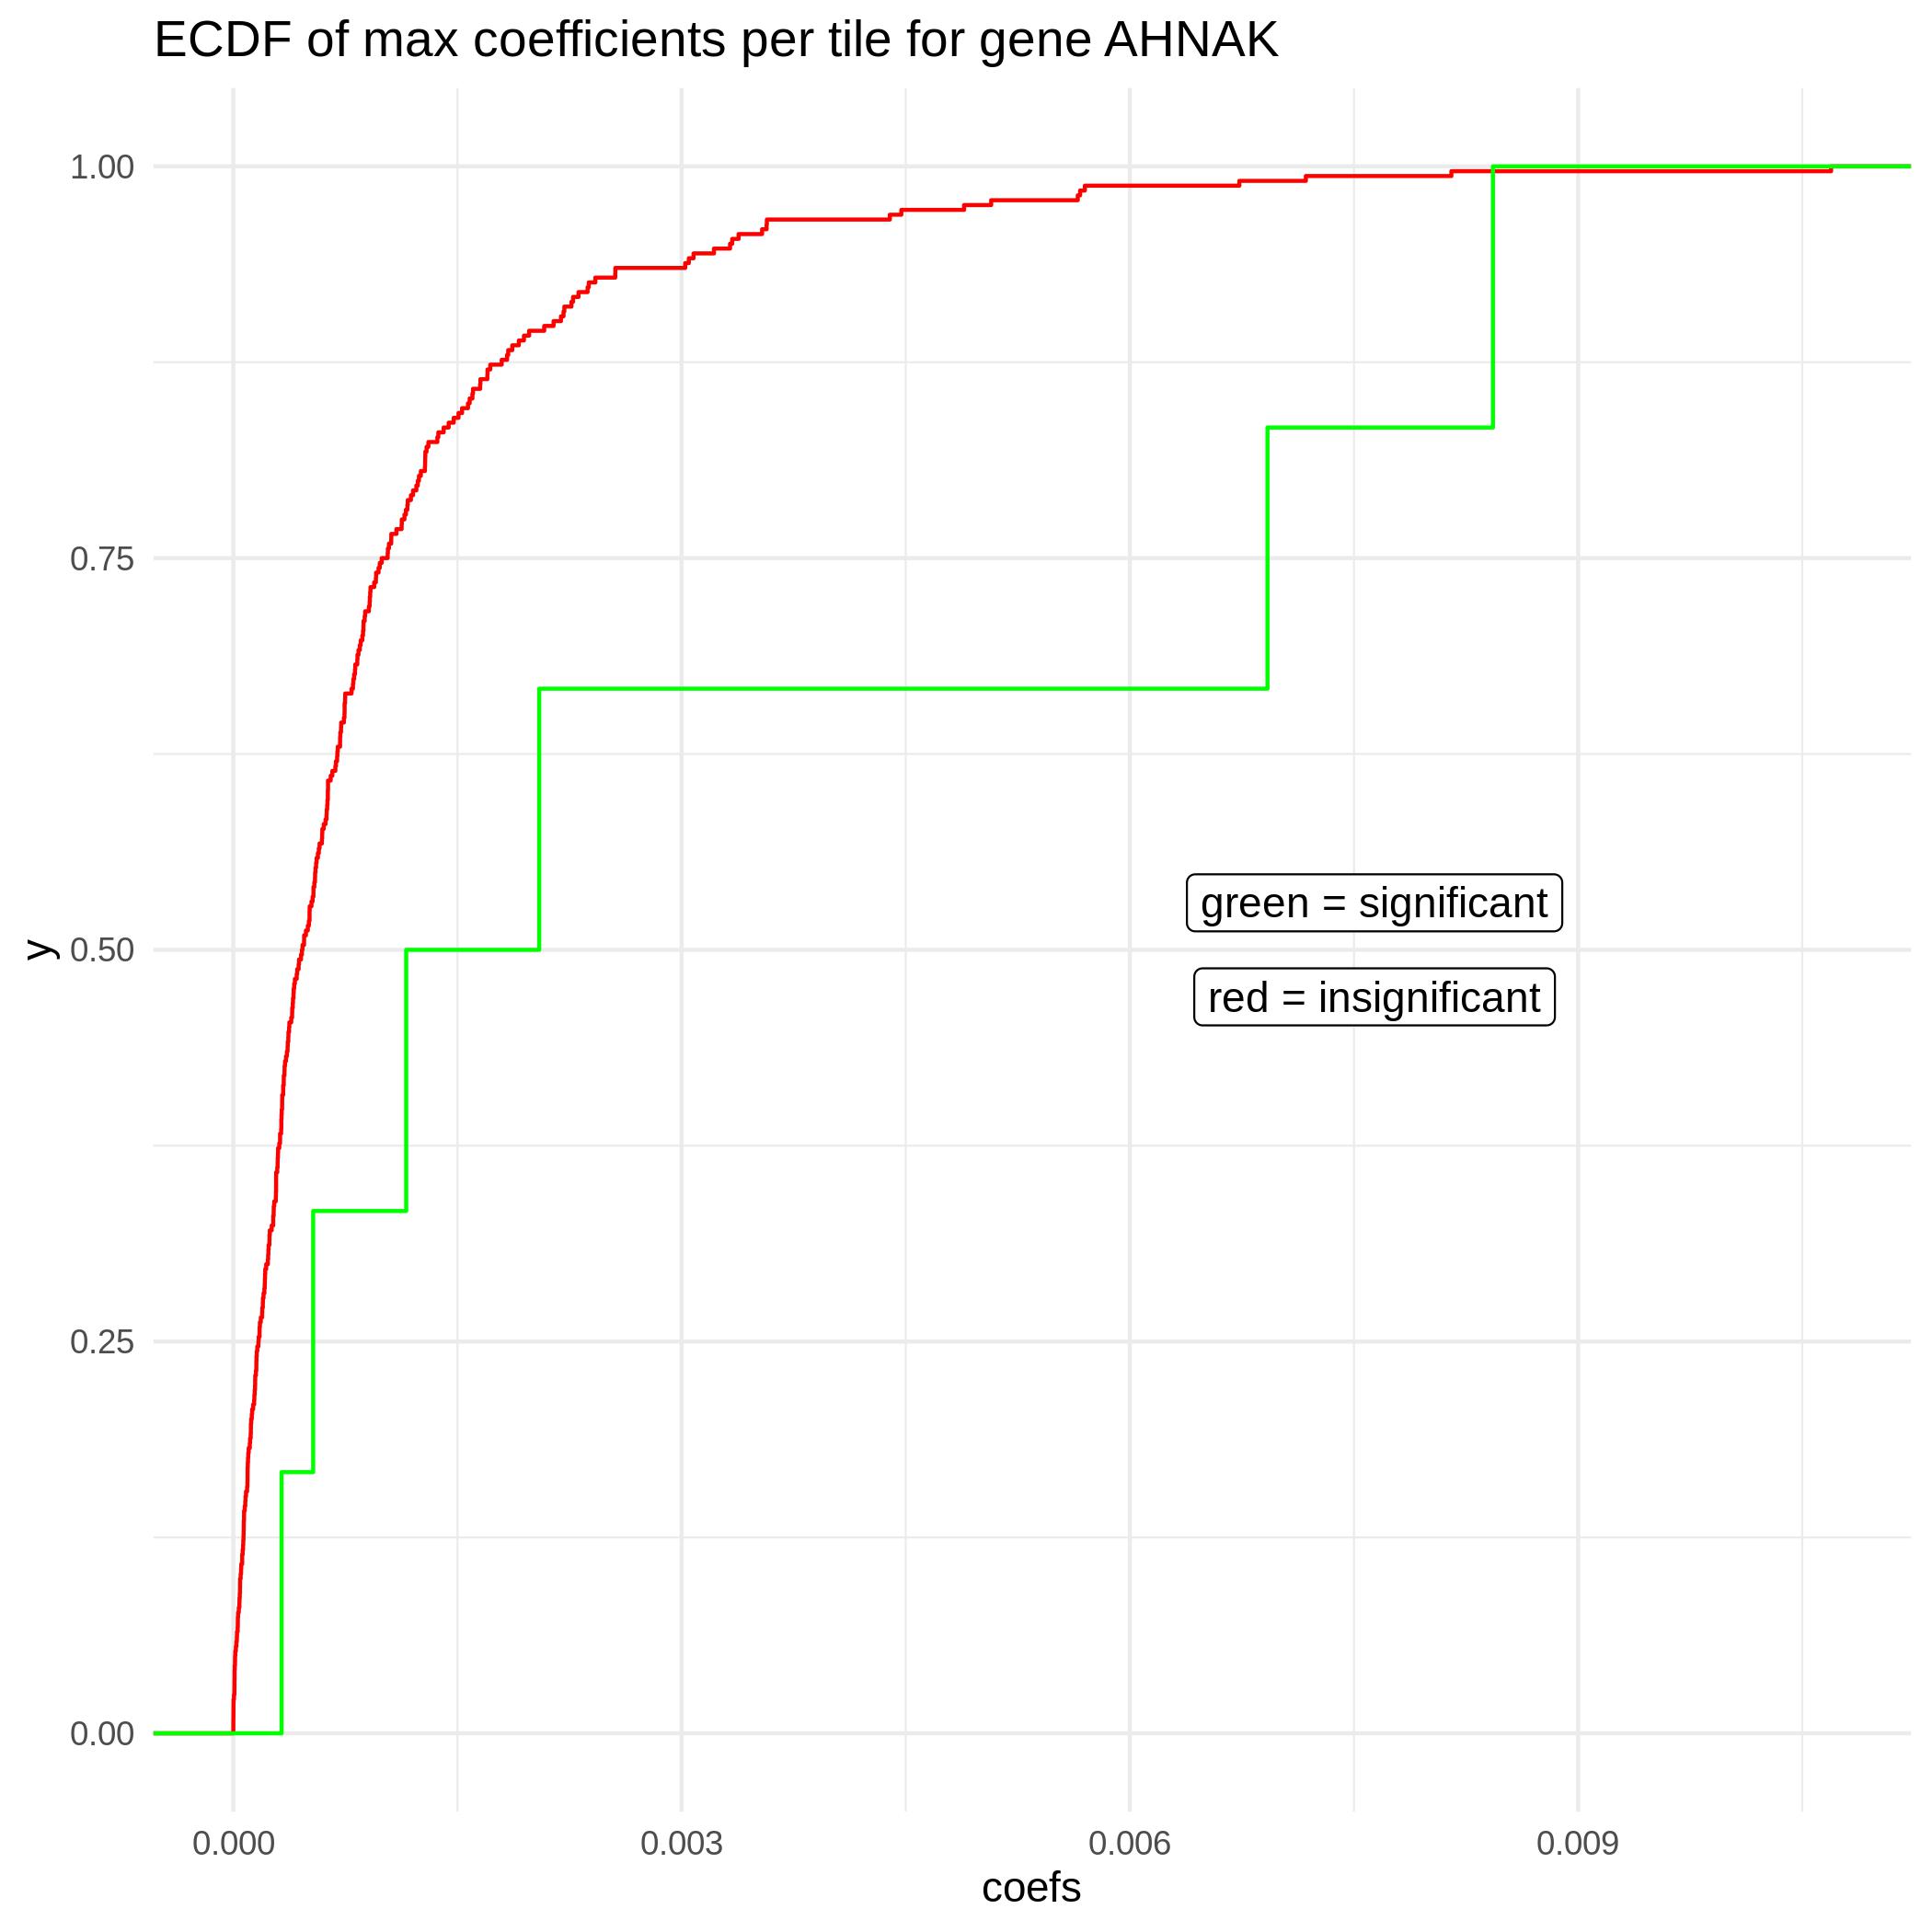 ECDF of max coefficients per tile for gene AHNAK
1.00
0.75
0.50
0.25
0.00
y
green = significant
red = insignificant
0.000 0.003 0.006 0.009
coefs